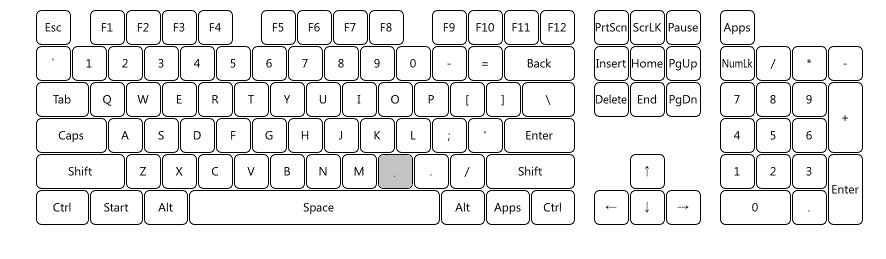 Esc F1 F2 F3 F4 F5 F6 F7 F8 F9 F10 F11 F12 PrtScn ScrLK Pause Apps
` 1 2 3 4 5 6 7 8 9 0 - = Back Insert Home PgUp NumLk / * -
Tab Q W E R T Y U I O P [ ] \ Delete End PgDn 7 8 9 +
Caps A S D F G H J K L ; ' Enter 4 5 6
Shift Z X C V B N M , . / Shift ↑ 1 2 3 Enter
Ctrl Start Alt Space Alt Apps Ctrl ← ↓ → 0 .